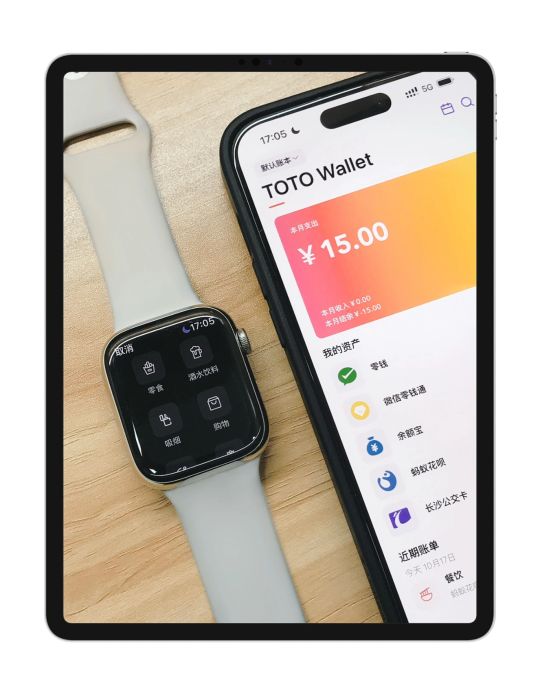 17:05
5G
默认账本
TOTO Wallet
本月支出
¥ 15.00
本月收入 ¥ 0.00
本月结余 ¥ -15.00
我的资产
零钱
微信零钱通
余额宝
蚂蚁花呗
长沙公交卡
近期账单
今天 10月17日
餐饮
蚂蚁花呗
取消
17:05
零食
酒水饮料
吸烟
购物